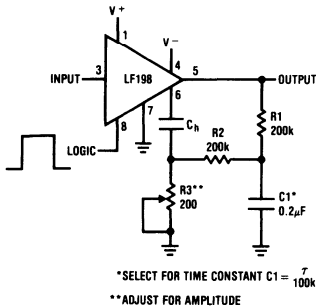 V+
1
V−
4
INPUT
3
LF198
5
OUTPUT
6
7
8
LOGIC
Ch
R1
200k
R2
200k
R3**
200
C1*
0.2µF
*SELECT FOR TIME CONSTANT C1 = τ/100k
**ADJUST FOR AMPLITUDE